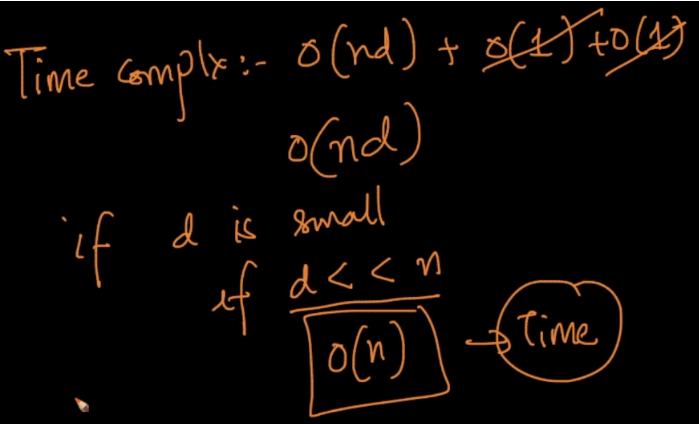 Time complx:- O(nd) + O(1) + O(1)
O(nd)
if d is small
if d < < n
O(n) → Time